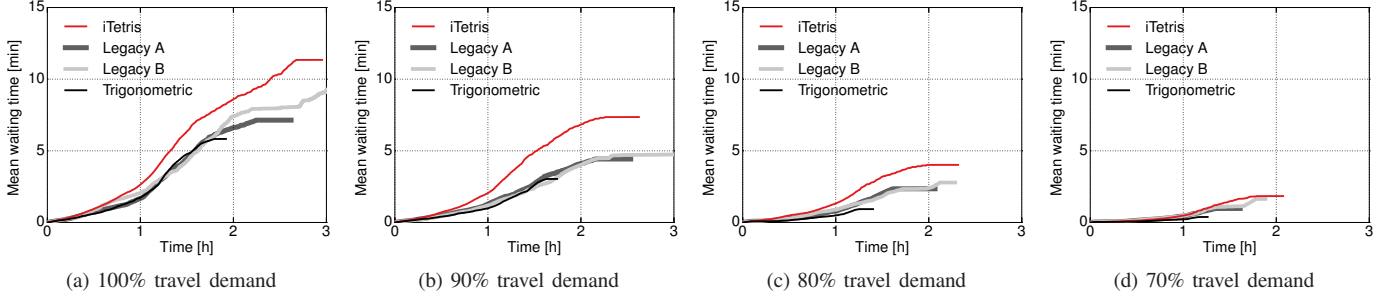 Mean waiting time [min]
15
10
5
0
iTetris
Legacy A
Legacy B
Trigonometric
0 1 2 3
Time [h]
(a) 100% travel demand
Mean waiting time [min]
15
10
5
0
iTetris
Legacy A
Legacy B
Trigonometric
0 1 2 3
Time [h]
(b) 90% travel demand
Mean waiting time [min]
15
10
5
0
iTetris
Legacy A
Legacy B
Trigonometric
0 1 2 3
Time [h]
(c) 80% travel demand
Mean waiting time [min]
15
10
5
0
iTetris
Legacy A
Legacy B
Trigonometric
0 1 2 3
Time [h]
(d) 70% travel demand